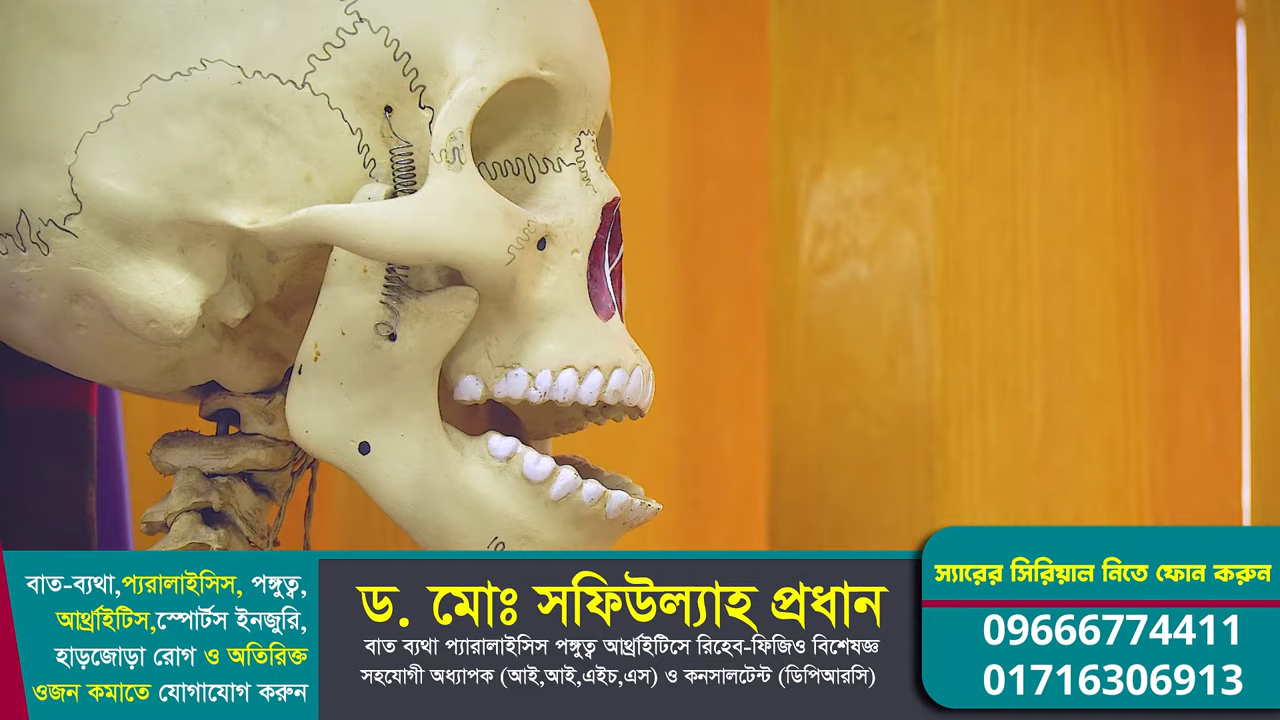 বাত-ব্যথা,প্যরালাইসিস, পঙ্গুত্ব,
আর্থ্রাইটিস,স্পোর্টস ইনজুরি,
হাড়জোড়া রোগ ও অতিরিক্ত
ওজন কমাতে যোগাযোগ করুন
ড. মোঃ সফিউল্যাহ প্রধান
বাত ব্যথা প্যারালাইসিস পঙ্গুত্ব আর্থ্রাইটিসে রিহেব-ফিজিও বিশেষজ্ঞ
সহযোগী অধ্যাপক (আই,আই,এইচ,এস) ও কনসালটেন্ট (ডিপিআরসি)
স্যারের সিরিয়াল নিতে ফোন করুন
09666774411
01716306913